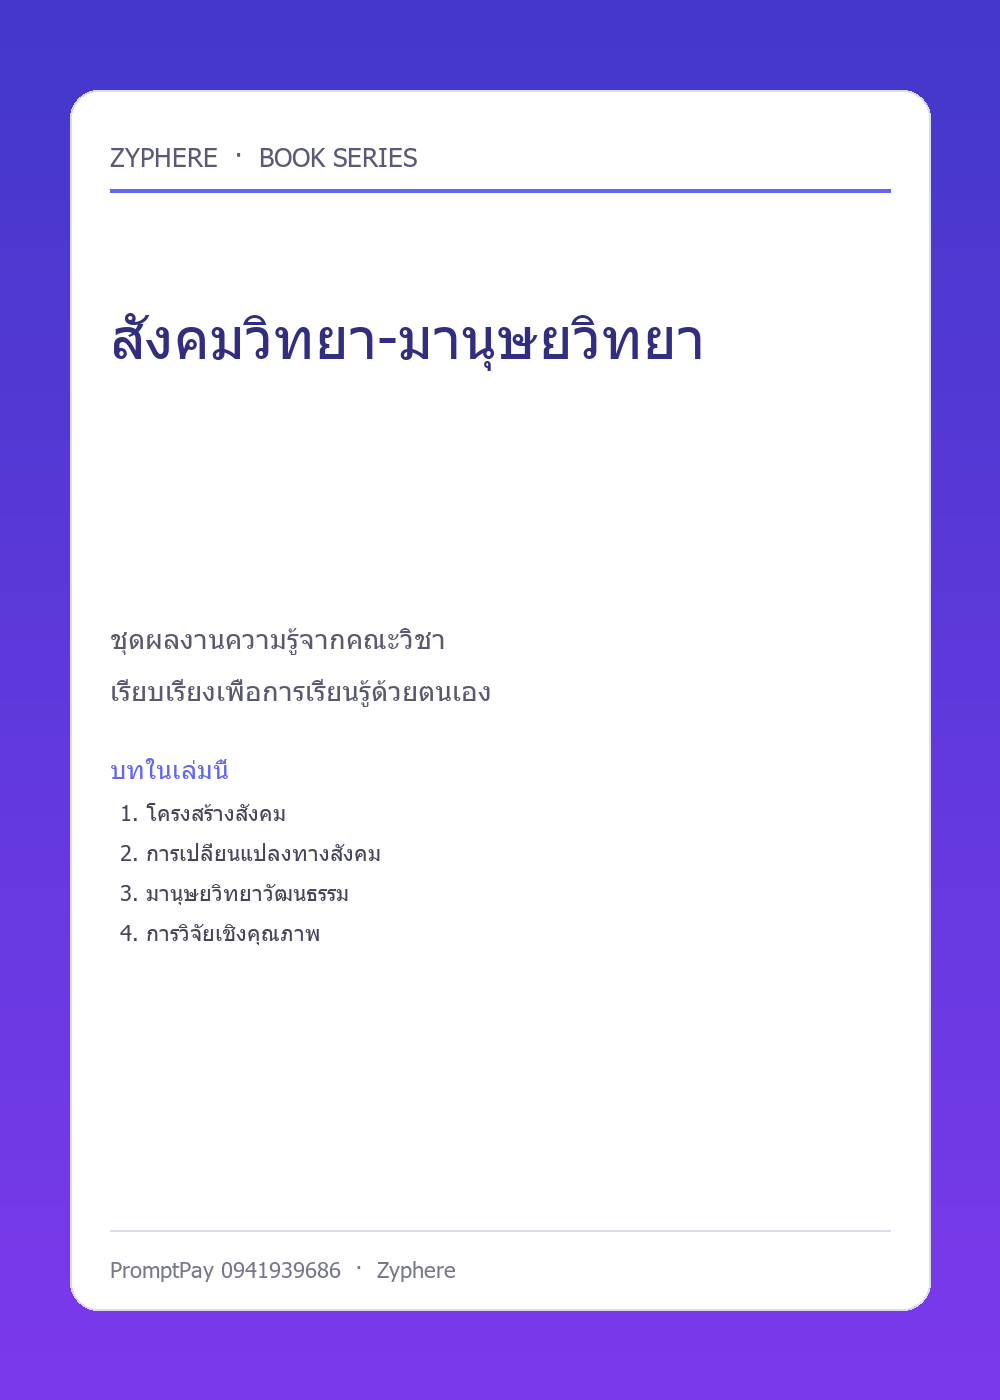 ZYPHERE · BOOK SERIES
สังคมวิทยา-มานุษยวิทยา
ชุดผลงานความรู้จากคณะวิชา
เรียบเรียงเพื่อการเรียนรู้ด้วยตนเอง
บทในเล่มนี้
1. โครงสร้างสังคม
2. การเปลี่ยนแปลงทางสังคม
3. มานุษยวิทยาวัฒนธรรม
4. การวิจัยเชิงคุณภาพ
PromptPay 0941939686 · Zyphere